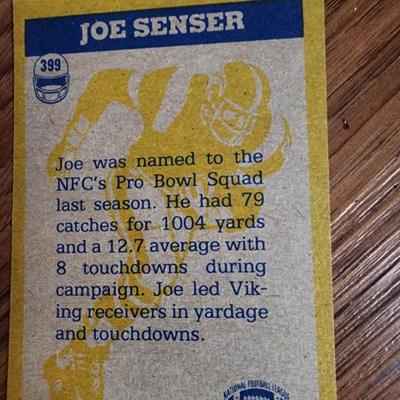 JOE SENSER
399
Joe was named to the
NFC's Pro Bowl Squad
last season. He had 79
catches for 1004 yards
and a 12.7 average with
8 touchdowns during
campaign. Joe led Vik-
ing receivers in yardage
and touchdowns.
NATIONAL FOOTBALL LEAGUE